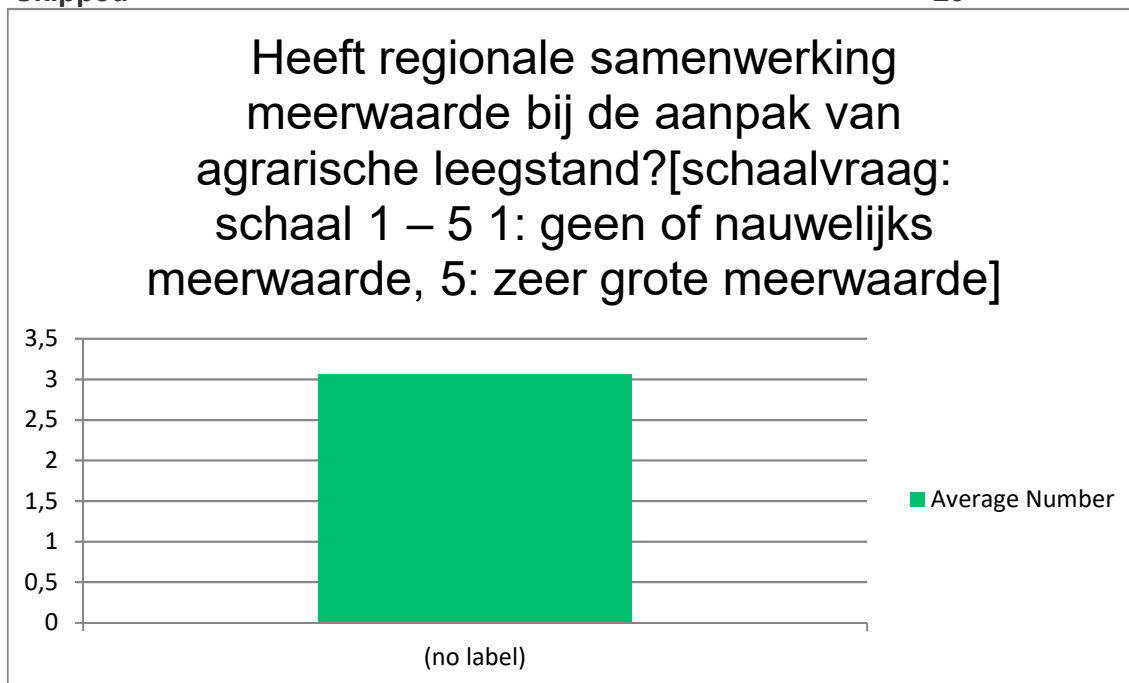 Heeft regionale samenwerking
meerwaarde bij de aanpak van
agrarische leegstand?[schaalvraag:
schaal 1 – 5 1: geen of nauwelijks
meerwaarde, 5: zeer grote meerwaarde]
3,5
3
2,5
2
1,5
1
0,5
0
(no label)
Average Number